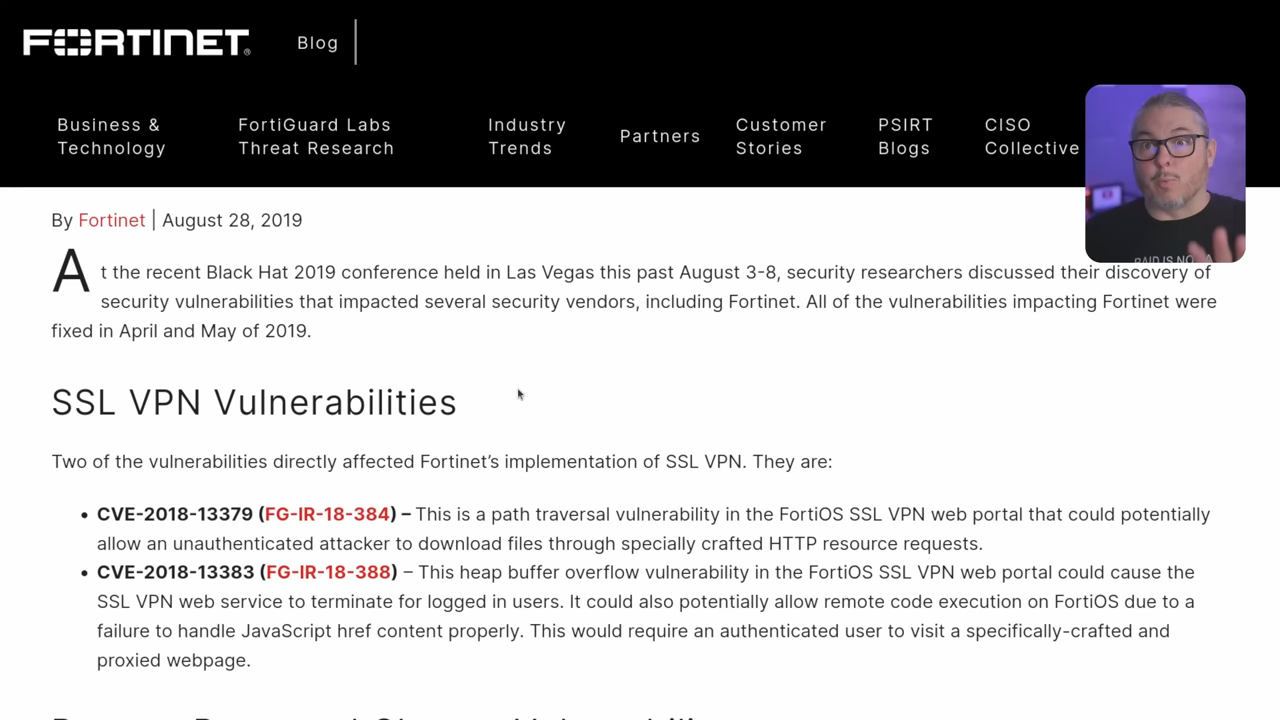 FORTINET
Blog
Business & Technology
FortiGuard Labs Threat Research
Industry Trends
Partners
Customer Stories
PSIRT Blogs
CISO Collective
By Fortinet | August 28, 2019
At the recent Black Hat 2019 conference held in Las Vegas this past August 3-8, security researchers discussed their discovery of
security vulnerabilities that impacted several security vendors, including Fortinet. All of the vulnerabilities impacting Fortinet were
fixed in April and May of 2019.
SSL VPN Vulnerabilities
Two of the vulnerabilities directly affected Fortinet’s implementation of SSL VPN. They are:
• CVE-2018-13379 (FG-IR-18-384) – This is a path traversal vulnerability in the FortiOS SSL VPN web portal that could potentially
allow an unauthenticated attacker to download files through specially crafted HTTP resource requests.
• CVE-2018-13383 (FG-IR-18-388) – This heap buffer overflow vulnerability in the FortiOS SSL VPN web portal could cause the
SSL VPN web service to terminate for logged in users. It could also potentially allow remote code execution on FortiOS due to a
failure to handle JavaScript href content properly. This would require an authenticated user to visit a specifically-crafted and
proxied webpage.